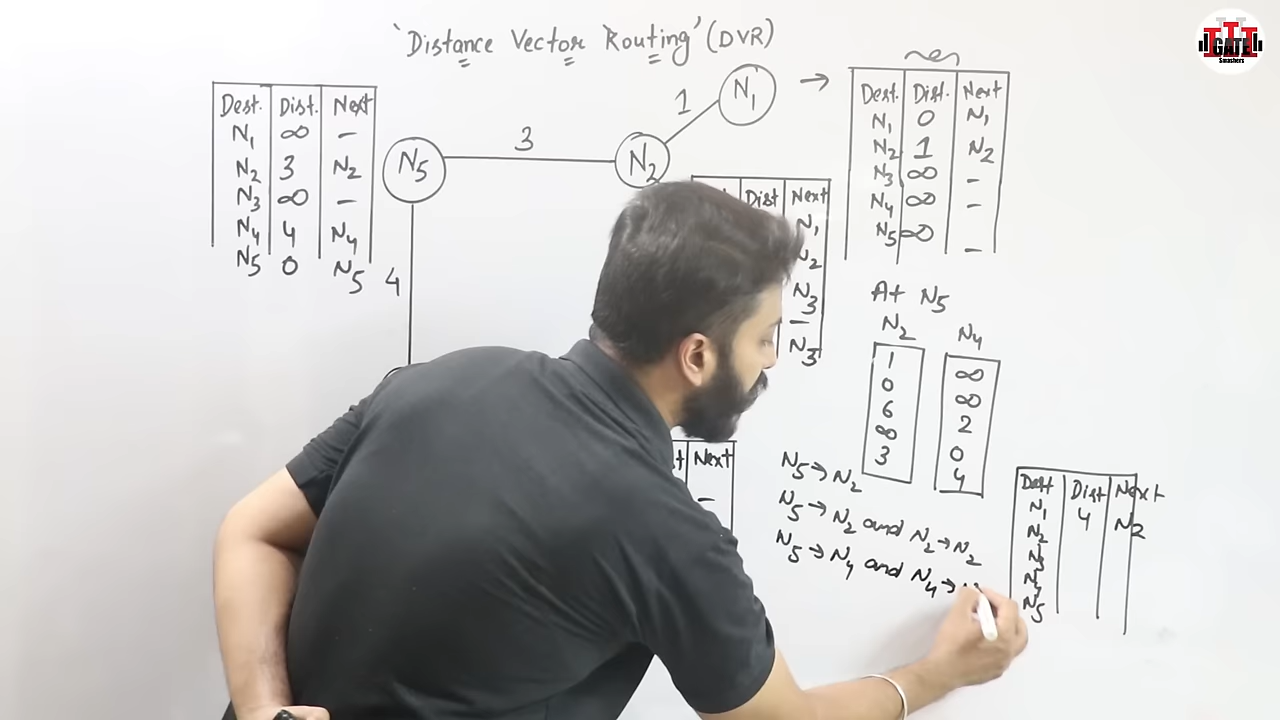 'Distance Vector Routing' (DVR)
GATE
Smashers
Dest. Dist. Next
N1 ∞ -
N2 3 N2
N3 ∞ -
N4 4 N4
N5 0 N5
N5
3
N2
1
N1
→
4
Dest. Dist. Next
N1 0 N1
N2 1 N2
N3 ∞ -
N4 ∞ -
N5 ∞ -
Dist Next
N1
N2
N3
-
N3
Next
-
At N5
N2 N4
1 ∞
0 ∞
6 2
∞ 0
3 4
N5 → N2
N5 → N2 and N2 → N2
N5 → N4 and N4 →
Dest Dist Next
N1 4 N2
N2
N3
N4
N5